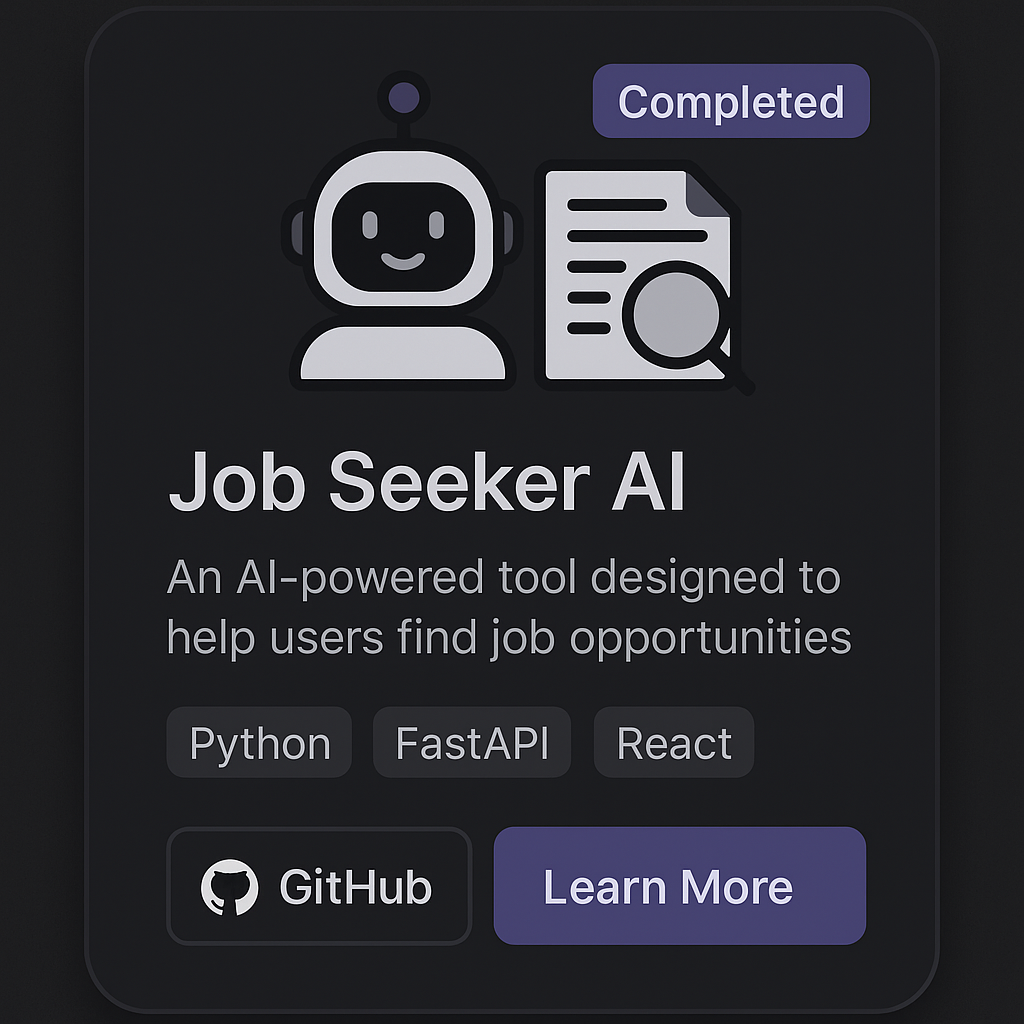 Completed
Job Seeker AI
An AI-powered tool designed to
help users find job opportunities
Python FastAPI React
GitHub Learn More